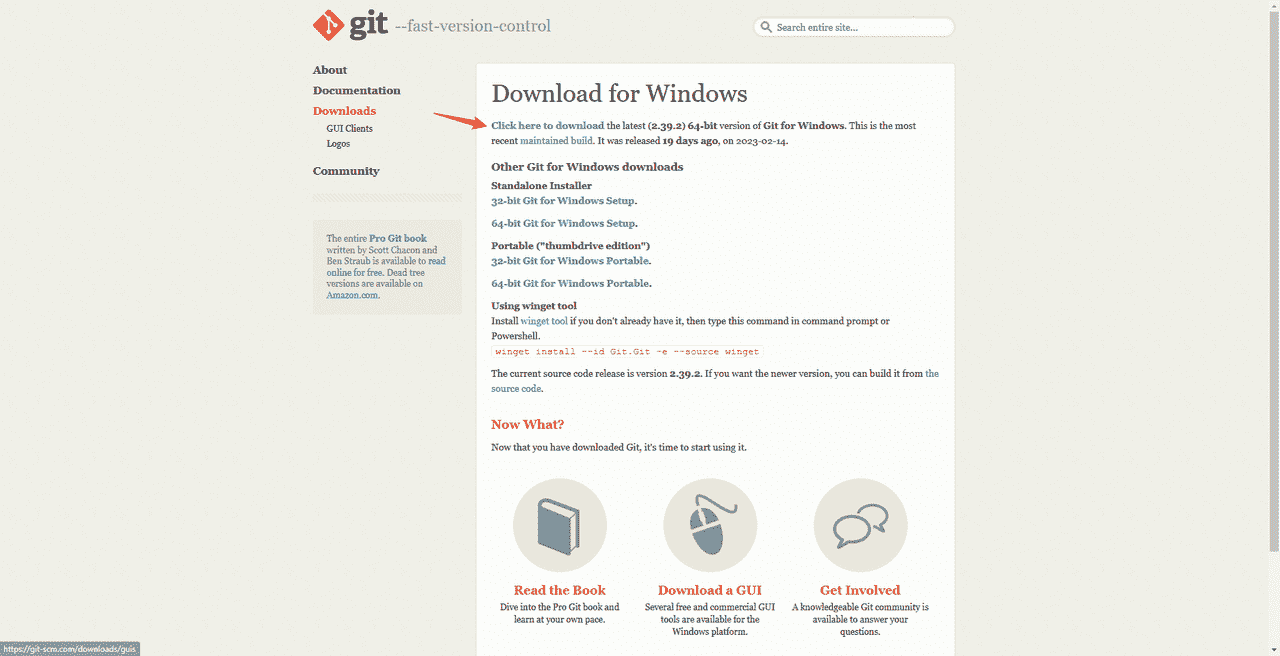 git --fast-version-control
Search entire site...
About
Documentation
Downloads
GUI Clients
Logos
Community
The entire Pro Git book
written by Scott Chacon and
Ben Straub is available to read
online for free. Dead tree
versions are available on
Amazon.com.
Download for Windows
Click here to download the latest (2.39.2) 64-bit version of Git for Windows. This is the most
recent maintained build. It was released 19 days ago, on 2023-02-14.
Other Git for Windows downloads
Standalone Installer
32-bit Git for Windows Setup.
64-bit Git for Windows Setup.
Portable ("thumbdrive edition")
32-bit Git for Windows Portable.
64-bit Git for Windows Portable.
Using winget tool
Install winget tool if you don't already have it, then type this command in command prompt or
Powershell.
winget install --id Git.Git -e --source winget
The current source code release is version 2.39.2. If you want the newer version, you can build it from the
source code.
Now What?
Now that you have downloaded Git, it's time to start using it.
Read the Book
Dive into the Pro Git book and
learn at your own pace.
Download a GUI
Several free and commercial GUI
tools are available for the
Windows platform.
Get Involved
A knowledgeable Git community is
available to answer your
questions.
https://git-scm.com/downloads/guis